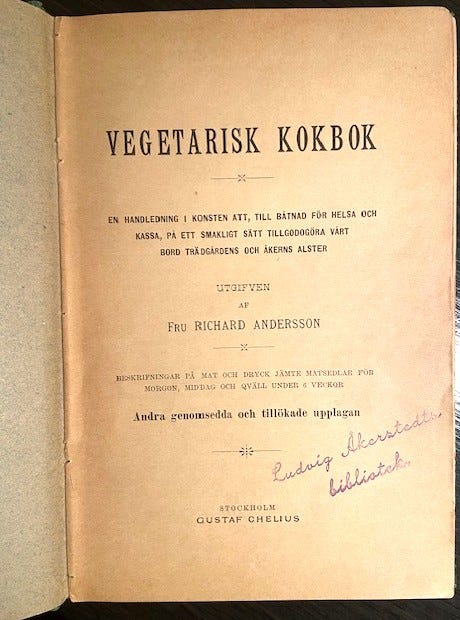 VEGETARISK KOKBOK
EN HANDLEDNING I KONSTEN ATT, TILL BÅTNAD FÖR HELSA OCH
KASSA, PÅ ETT SMAKLIGT SÄTT TILLGODOGÖRA VÅRT
BORD TRÄDGÅRDENS OCH ÅKERNS ALSTER
UTGIFVEN
AF
FRU RICHARD ANDERSSON
BESKRIFNINGAR PÅ MAT OCH DRYCK JÄMTE MATSEDLAR FÖR
MORGON, MIDDAG OCH QVÄLL UNDER 6 VECKOR
Andra genomsedda och tillökade upplagan
Ludvig Åkerstedts
bibliotek.
STOCKHOLM
GUSTAF CHELIUS